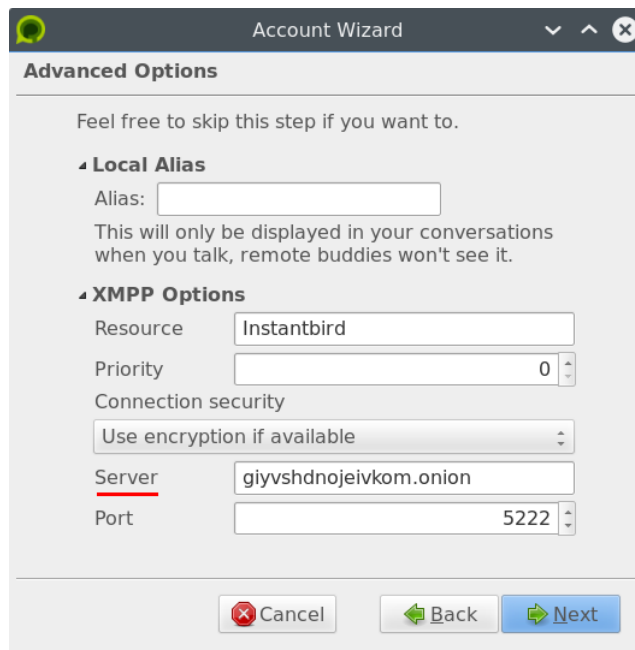 Account Wizard
Advanced Options
Feel free to skip this step if you want to.
Local Alias
Alias:
This will only be displayed in your conversations
when you talk, remote buddies won't see it.
XMPP Options
Resource Instantbird
Priority 0
Connection security
Use encryption if available
Server giyvshdnojeivkom.onion
Port 5222
Cancel Back Next